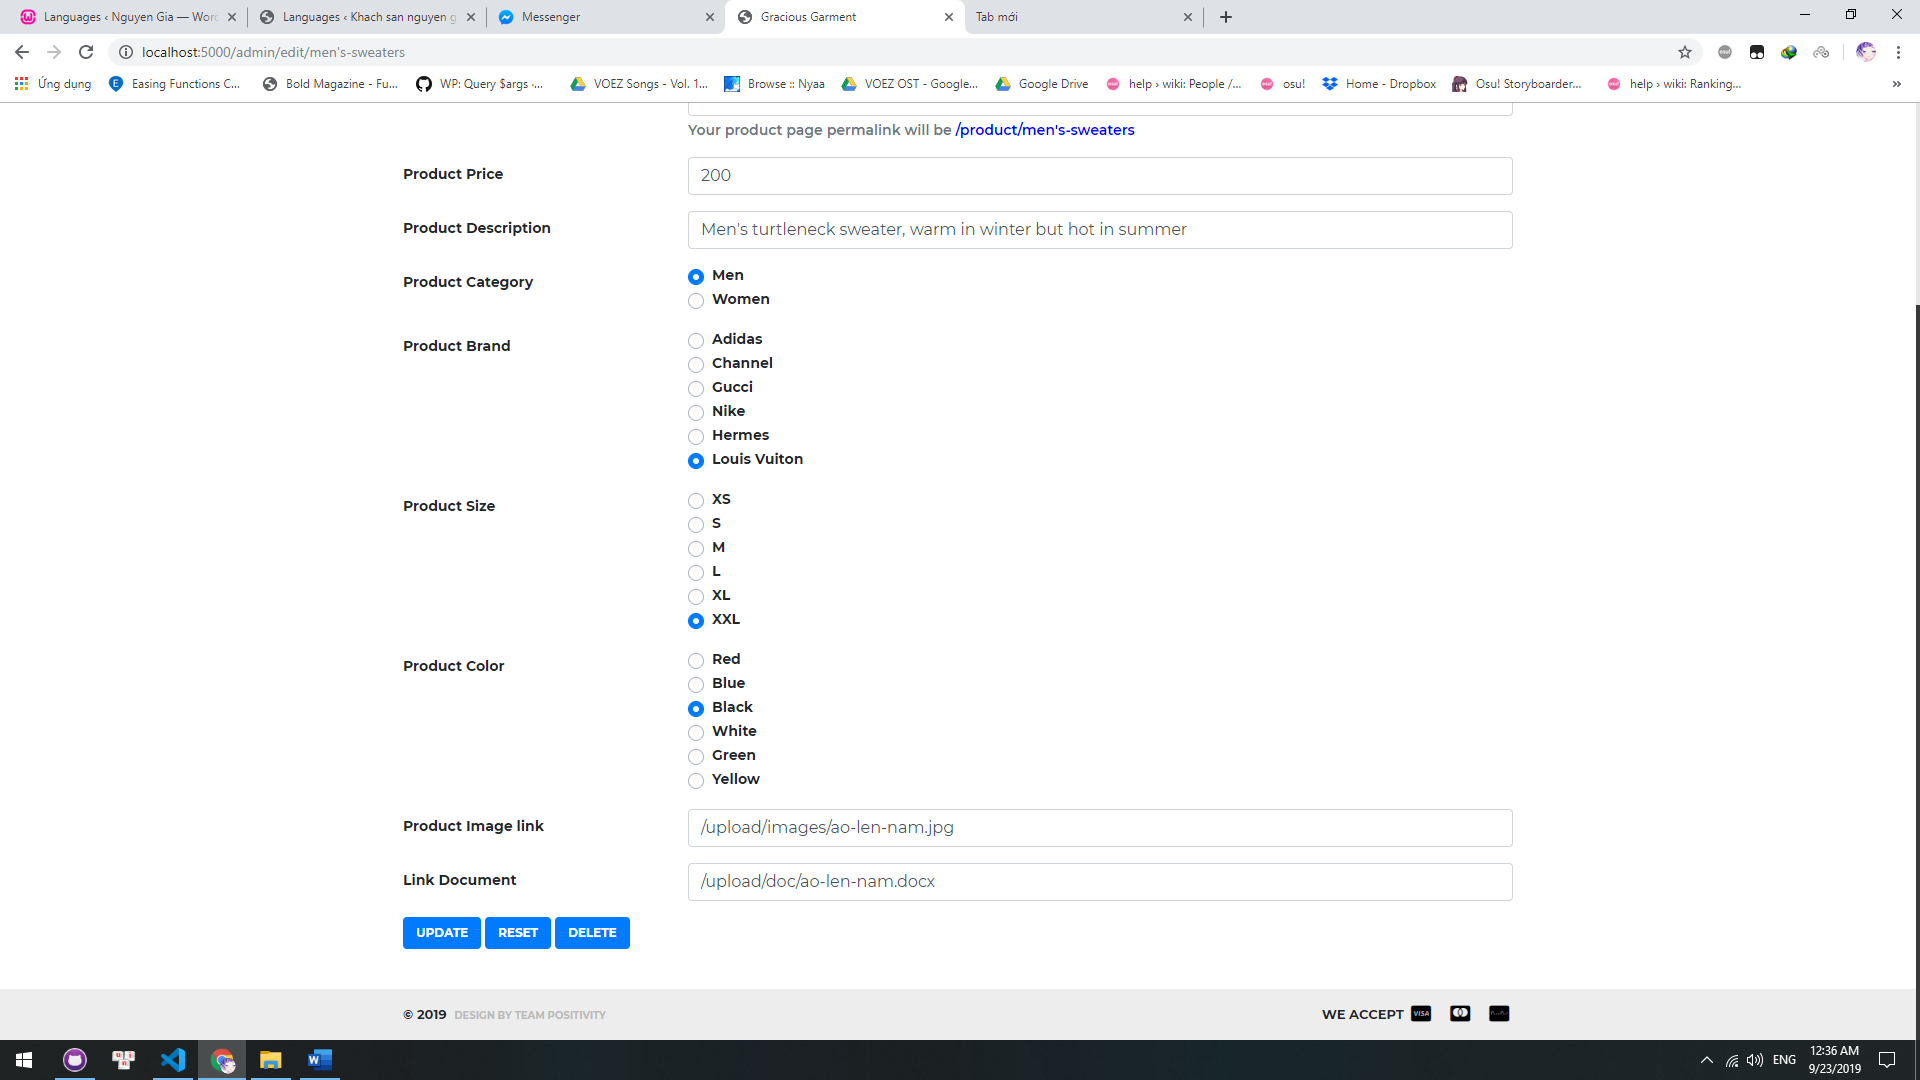 Languages ‹ Nguyen Gia — Word
Languages ‹ Khach san nguyen g
Messenger
Gracious Garment
Tab mới
localhost:5000/admin/edit/men's-sweaters
Ứng dụng
Easing Functions C...
Bold Magazine - Fu...
WP: Query $args -...
VOEZ Songs - Vol. 1...
Browse :: Nyaa
VOEZ OST - Google...
Google Drive
help › wiki: People /...
osu!
Home - Dropbox
Osu! Storyboarder...
help › wiki: Ranking...
»
Your product page permalink will be /product/men's-sweaters
Product Price
200
Product Description
Men's turtleneck sweater, warm in winter but hot in summer
Product Category
Men
Women
Product Brand
Adidas
Channel
Gucci
Nike
Hermes
Louis Vuiton
Product Size
XS
S
M
L
XL
XXL
Product Color
Red
Blue
Black
White
Green
Yellow
Product Image link
/upload/images/ao-len-nam.jpg
Link Document
/upload/doc/ao-len-nam.docx
UPDATE RESET DELETE
© 2019 DESIGN BY TEAM POSITIVITY
WE ACCEPT VISA
ENG
12:36 AM
9/23/2019